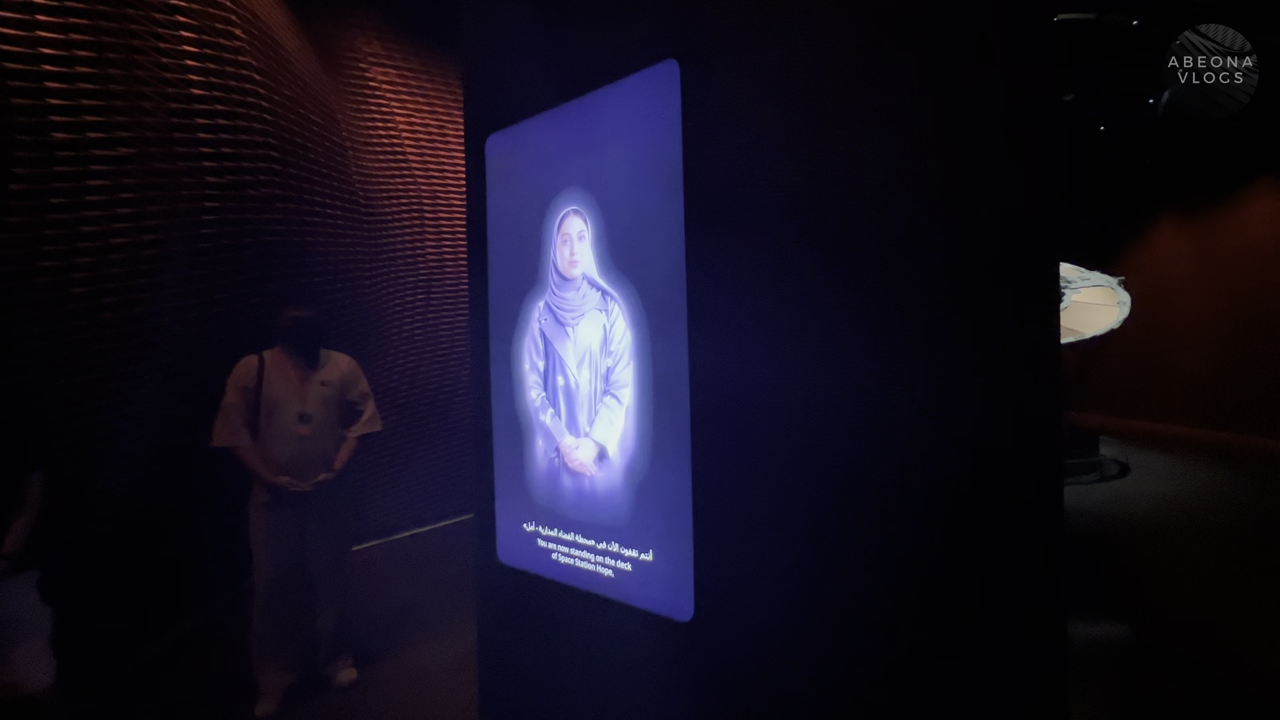 ABEONA
VLOGS
أنتم تقفون الآن في «محطة الفضاء المدارية - أمل»
You are now standing on the deck
of Space Station Hope,